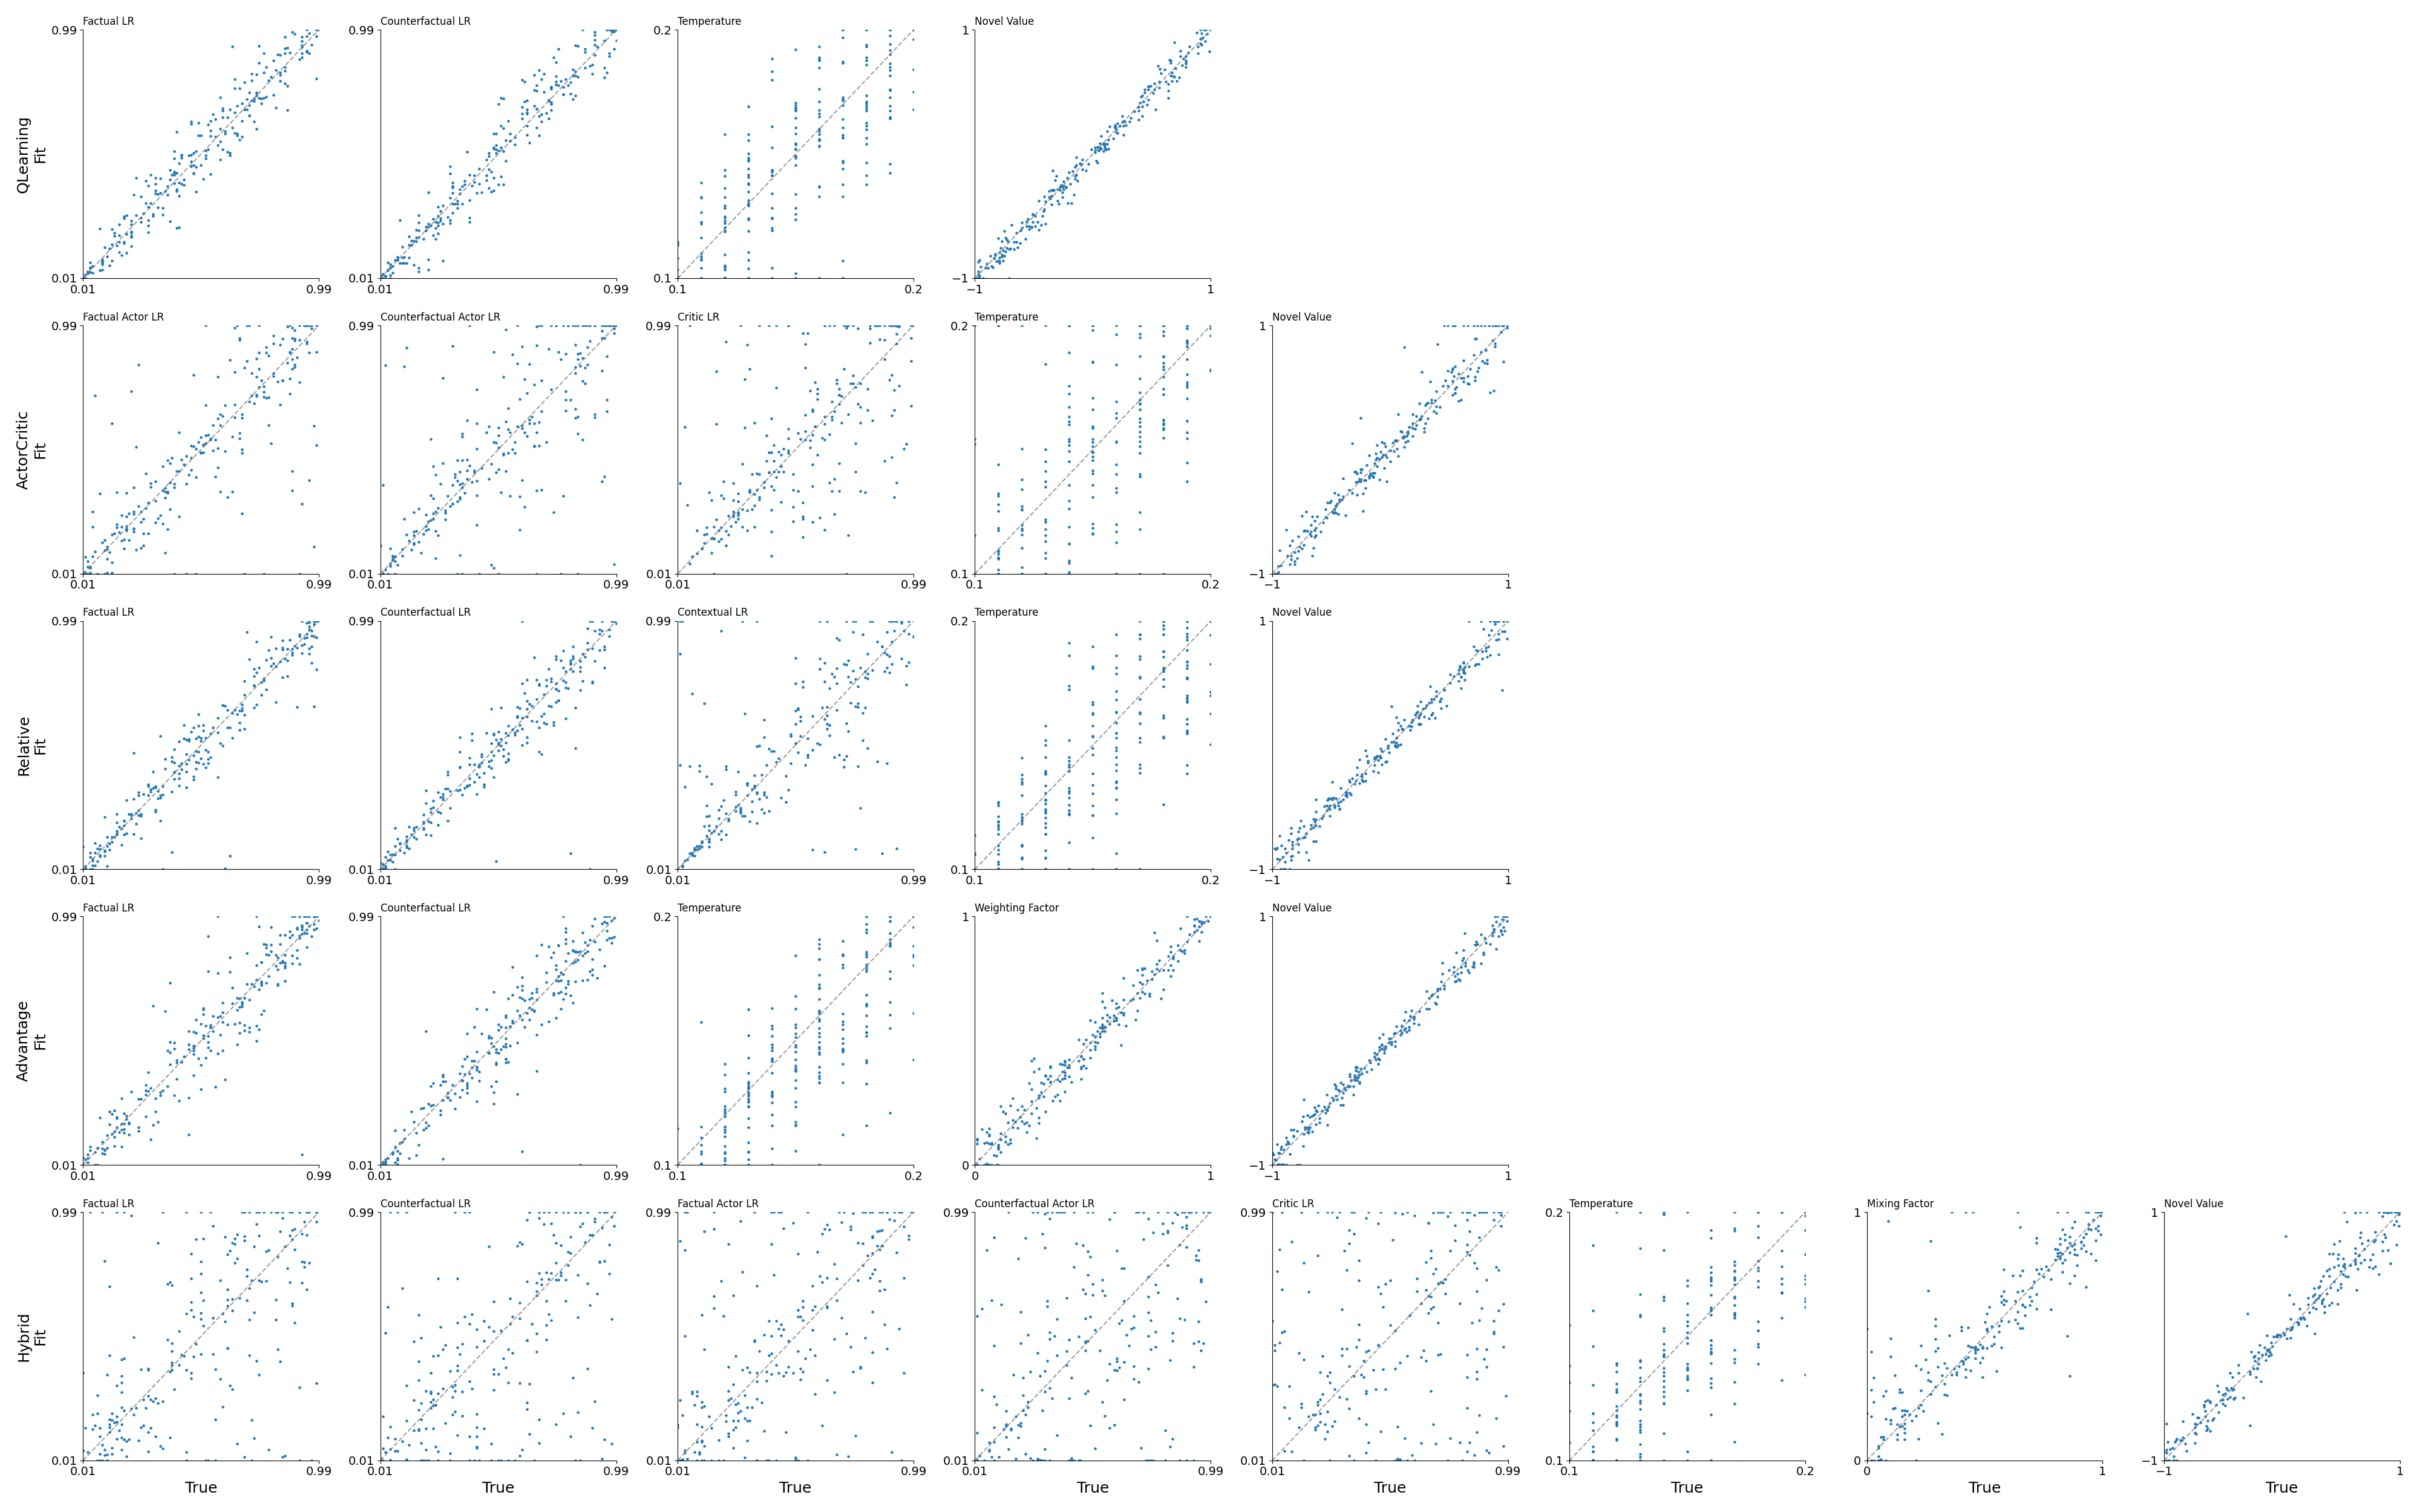 Factual LR Counterfactual LR Temperature Novel Value
0.99 0.99 0.2 1
QLearning
Fit
0.01 0.01 0.1 −1
0.01 0.99 0.01 0.99 0.1 0.2 −1 1
Factual Actor LR Counterfactual Actor LR Critic LR Temperature Novel Value
0.99 0.99 0.99 0.2 1
ActorCritic
Fit
0.01 0.01 0.01 0.1 −1
0.01 0.99 0.01 0.99 0.01 0.99 0.1 0.2 −1 1
Factual LR Counterfactual LR Contextual LR Temperature Novel Value
0.99 0.99 0.99 0.2 1
Relative
Fit
0.01 0.01 0.01 0.1 −1
0.01 0.99 0.01 0.99 0.01 0.99 0.1 0.2 −1 1
Factual LR Counterfactual LR Temperature Weighting Factor Novel Value
0.99 0.99 0.2 1 1
Advantage
Fit
0.01 0.01 0.1 0 −1
0.01 0.99 0.01 0.99 0.1 0.2 0 1 −1 1
Factual LR Counterfactual LR Factual Actor LR Counterfactual Actor LR Critic LR Temperature Mixing Factor Novel Value
0.99 0.99 0.99 0.99 0.99 0.2 1 1
Hybrid
Fit
0.01 0.01 0.01 0.01 0.01 0.1 0 −1
0.01 0.99 0.01 0.99 0.01 0.99 0.01 0.99 0.01 0.99 0.1 0.2 0 1 −1 1
True True True True True True True True